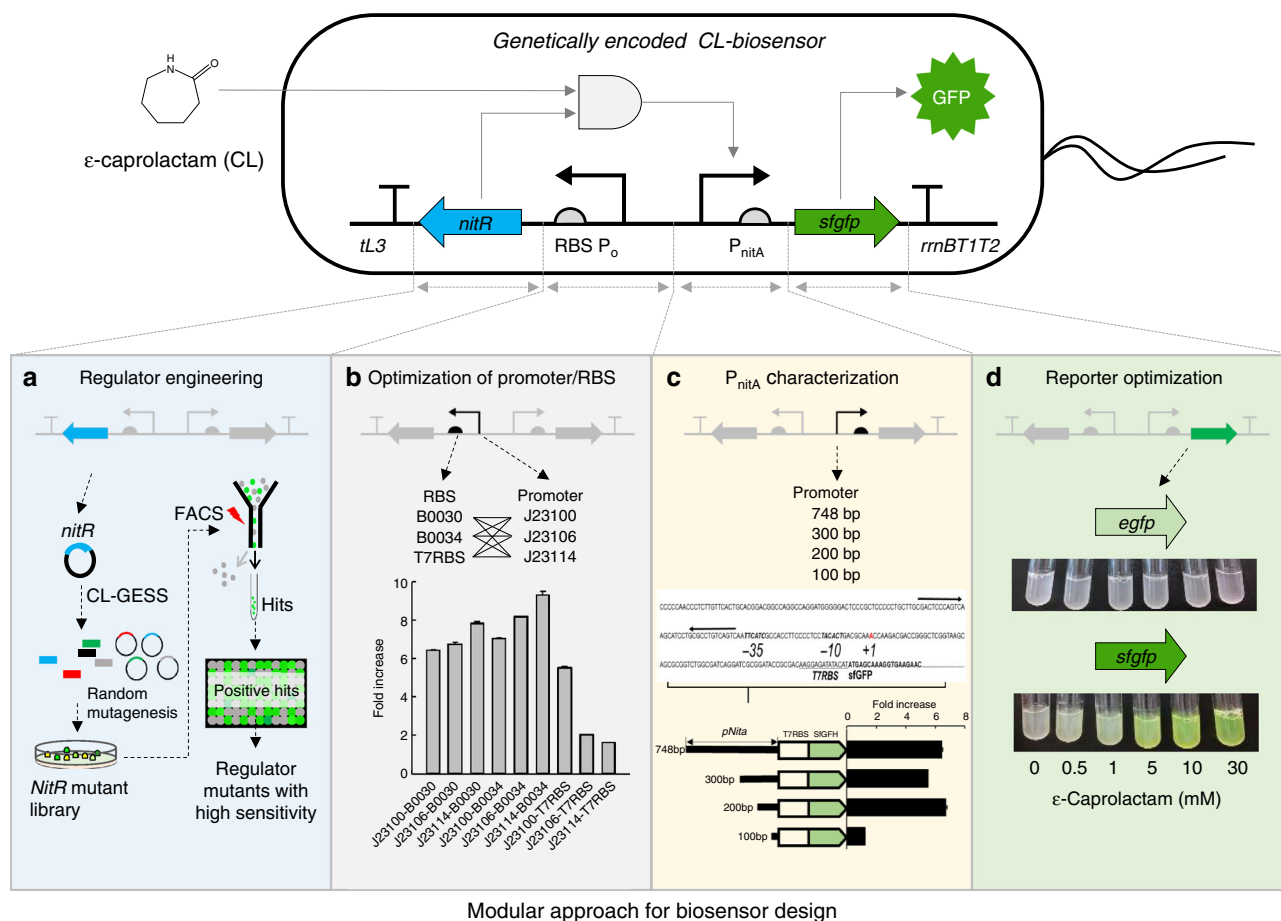 Genetically encoded CL-biosensor
H
N
O
ε-caprolactam (CL)
GFP
nitR
sfgfp
tL3
RBS Po
PnitA
rrnBT1T2
a Regulator engineering
nitR
CL-GESS
Random
mutagenesis
NitR mutant
library
FACS
Hits
Positive hits
Regulator
mutants with
high sensitivity
b Optimization of promoter/RBS
RBS Promoter
B0030 J23100
B0034 J23106
T7RBS J23114
Fold increase
10
8
6
4
2
0
J23100-B0030
J23106-B0030
J23114-B0030
J23100-B0034
J23106-B0034
J23114-B0034
J23100-T7RBS
J23106-T7RBS
J23114-T7RBS
c PnitA characterization
Promoter
748 bp
300 bp
200 bp
100 bp
CCCCCAACCCTCTTGTTCACTGCACGGACGGCCAGGCCAGGATGGGGGACTCCCGCTCCCCCTGCTTGCGACTCCCAGTCA
AGCATCCTGCGCCTGTCAGTCAATTCATCGCCACCTTCCCCTCCTACACTGACGCAAACCAAGACGACCGGGCTCGGTAAGC
−35 −10 +1
AGCGCGGTCTGGCGATCAGGATCGCGGATACCGCGACAAGGAGATATACATATGAGCAAAGGTGAAGAAC
T7RBS sfGFP
Fold increase
0 2 4 6 8
pNita T7RBS SfGFH
748bp
300bp
200bp
100bp
d Reporter optimization
egfp
sfgfp
0 0.5 1 5 10 30
ε-Caprolactam (mM)
Modular approach for biosensor design